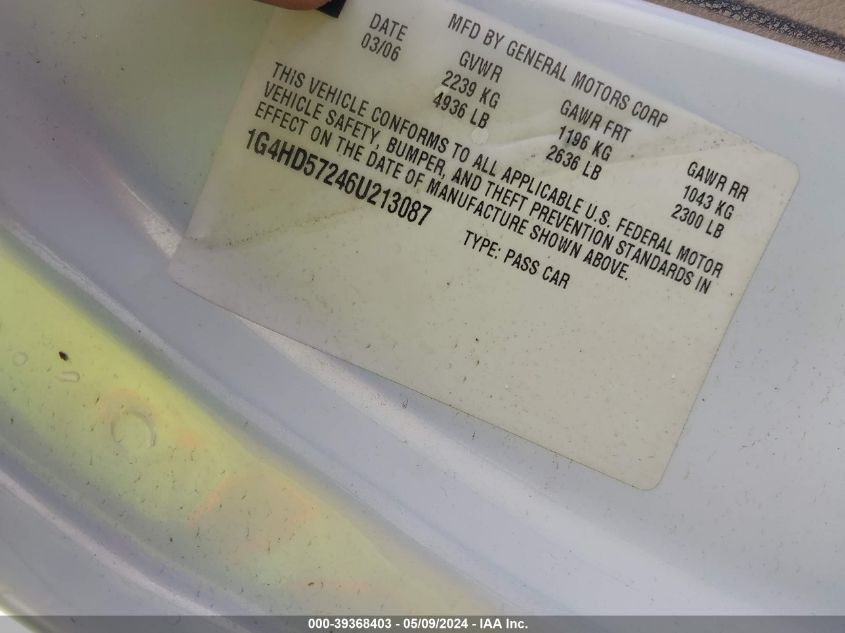 MFD BY GENERAL MOTORS CORP
DATE GVWR GAWR FRT GAWR RR
03/06 2239 KG 1196 KG 1043 KG
4936 LB 2636 LB 2300 LB
THIS VEHICLE CONFORMS TO ALL APPLICABLE U.S. FEDERAL MOTOR
VEHICLE SAFETY, BUMPER, AND THEFT PREVENTION STANDARDS IN
EFFECT ON THE DATE OF MANUFACTURE SHOWN ABOVE.
1G4HD57246U213087 TYPE: PASS CAR
000-39368403 - 05/09/2024 - IAA Inc.